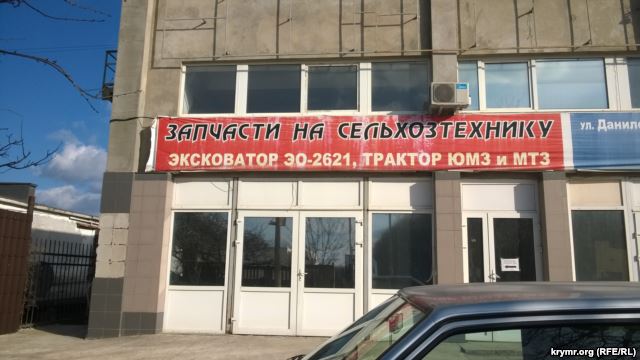 ЗАПЧАСТИ НА СЕЛЬХОЗТЕХНИКУ
ЭКСКОВАТОР ЭО-2621, ТРАКТОР ЮМЗ и МТЗ
ул. Данило
krymr.org (RFE/RL)